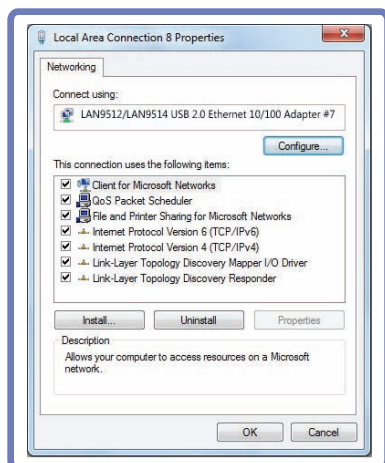 Local Area Connection 8 Properties
Networking
Connect using:
LAN9512/LAN9514 USB 2.0 Ethernet 10/100 Adapter #7
Configure...
This connection uses the following items:
Client for Microsoft Networks
QoS Packet Scheduler
File and Printer Sharing for Microsoft Networks
Internet Protocol Version 6 (TCP/IPv6)
Internet Protocol Version 4 (TCP/IPv4)
Link-Layer Topology Discovery Mapper I/O Driver
Link-Layer Topology Discovery Responder
Install... Uninstall Properties
Description
Allows your computer to access resources on a Microsoft
network.
OK Cancel